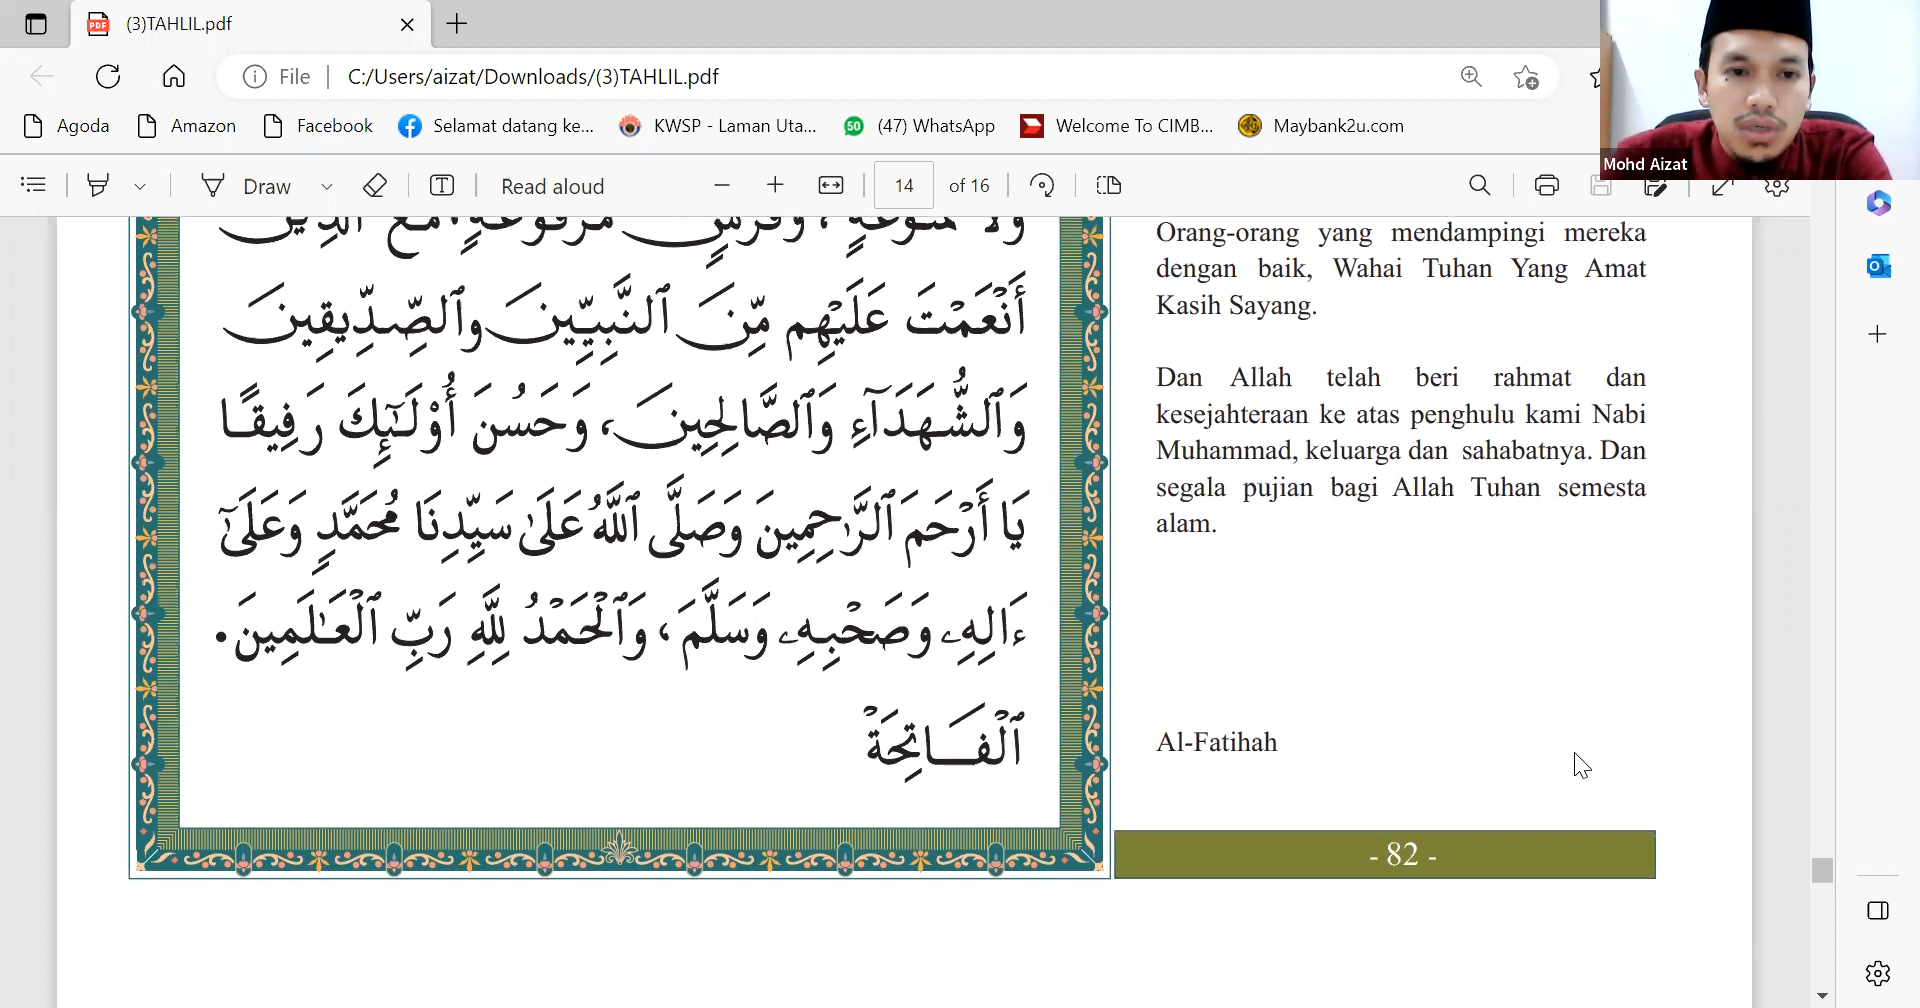 (3)TAHLIL.pdf
File
C:/Users/aizat/Downloads/(3)TAHLIL.pdf
Agoda
Amazon
Facebook
Selamat datang ke...
KWSP - Laman Uta...
50
(47) WhatsApp
Welcome To CIMB...
Maybank2u.com
Mohd Aizat
Draw
Read aloud
14
of 16
أَنْعَمْتَ عَلَيْهِم مِّنَ ٱلنَّبِيِّينَ وٱلصِّدِّيقِينَ
وَٱلشُّهَدَآءِ وَٱلصَّالِحِينَ، وَحَسُنَ أُوْلَـٰٓئِكَ رَفِيقًا
يَا أَرْحَمَ ٱلرَّٰحِمِينَ وَصَلَّى ٱللَّهُ عَلَىٰ سَيِّدِنَا مُحَمَّدٍ وَعَلَىٰٓ
ءَالِهِۦ وَصَحْبِهِۦ وَسَلَّمَ، وَٱلْحَمْدُ لِلَّهِ رَبِّ ٱلْعَـٰلَمِينَ.
ٱلْفَـاتِحَةْ
Orang-orang yang mendampingi mereka
dengan baik, Wahai Tuhan Yang Amat
Kasih Sayang.
Dan Allah telah beri rahmat dan
kesejahteraan ke atas penghulu kami Nabi
Muhammad, keluarga dan sahabatnya. Dan
segala pujian bagi Allah Tuhan semesta
alam.
Al-Fatihah
- 82 -